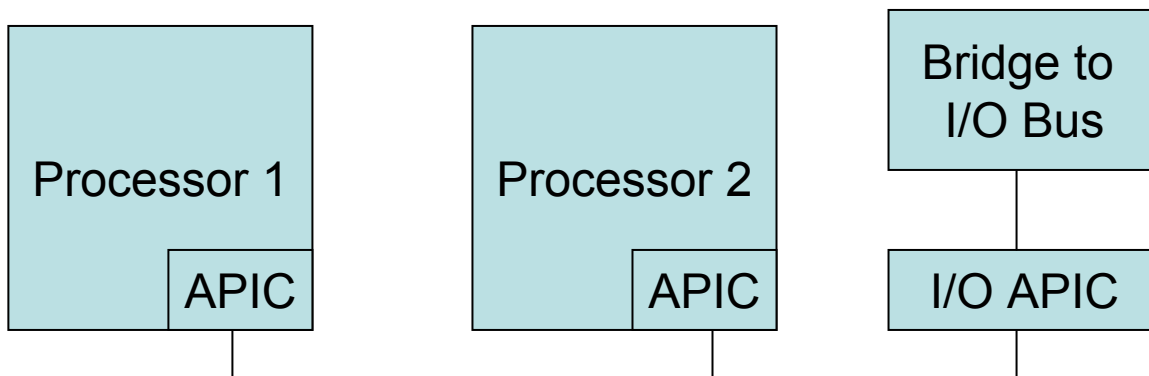 Processor 1
APIC
Processor 2
APIC
Bridge to
I/O Bus
I/O APIC